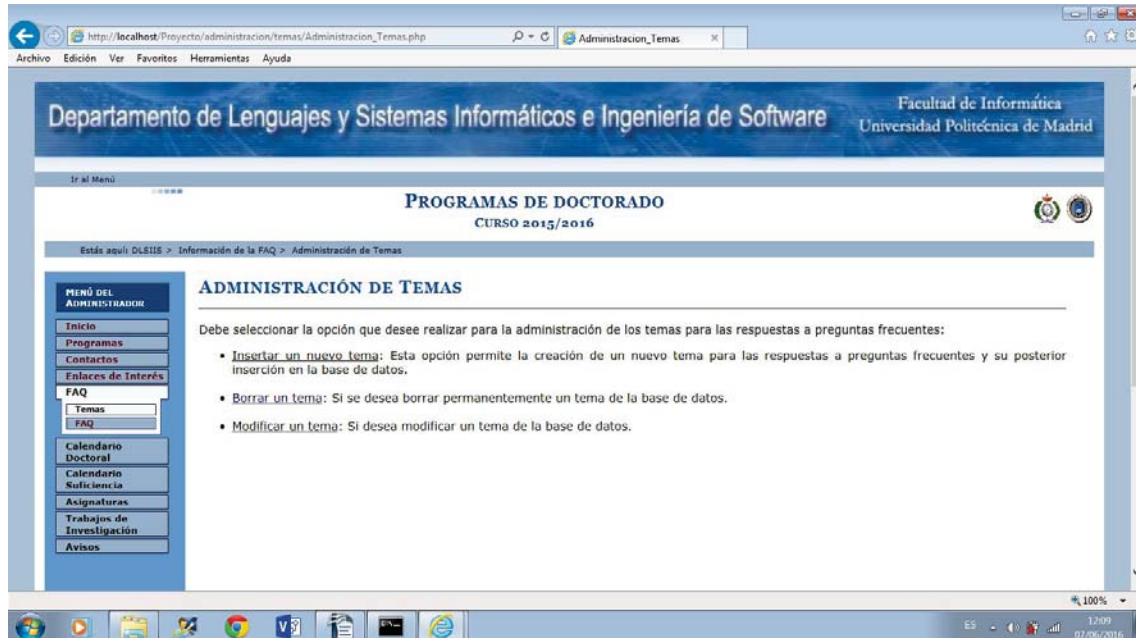 http://localhost/Proyecto/administracion/temas/Administracion_Temas.php
Administracion_Temas
Archivo Edición Ver Favoritos Herramientas Ayuda
Departamento de Lenguajes y Sistemas Informáticos e Ingeniería de Software
Facultad de Informática
Universidad Politécnica de Madrid
Ir al Menú
PROGRAMAS DE DOCTORADO
CURSO 2015/2016
Estás aquí: DLSIIS > Información de la FAQ > Administración de Temas
MENÚ DEL
ADMINISTRADOR
Inicio
Programas
Contactos
Enlaces de Interés
FAQ
Temas
FAQ
Calendario
Doctoral
Calendario
Suficiencia
Asignaturas
Trabajos de
Investigación
Avisos
ADMINISTRACIÓN DE TEMAS
Debe seleccionar la opción que desee realizar para la administración de los temas para las respuestas a preguntas frecuentes:
• Insertar un nuevo tema: Esta opción permite la creación de un nuevo tema para las respuestas a preguntas frecuentes y su posterior
inserción en la base de datos.
• Borrar un tema: Si se desea borrar permanentemente un tema de la base de datos.
• Modificar un tema: Si desea modificar un tema de la base de datos.
100%
ES
12:09
07/06/2016